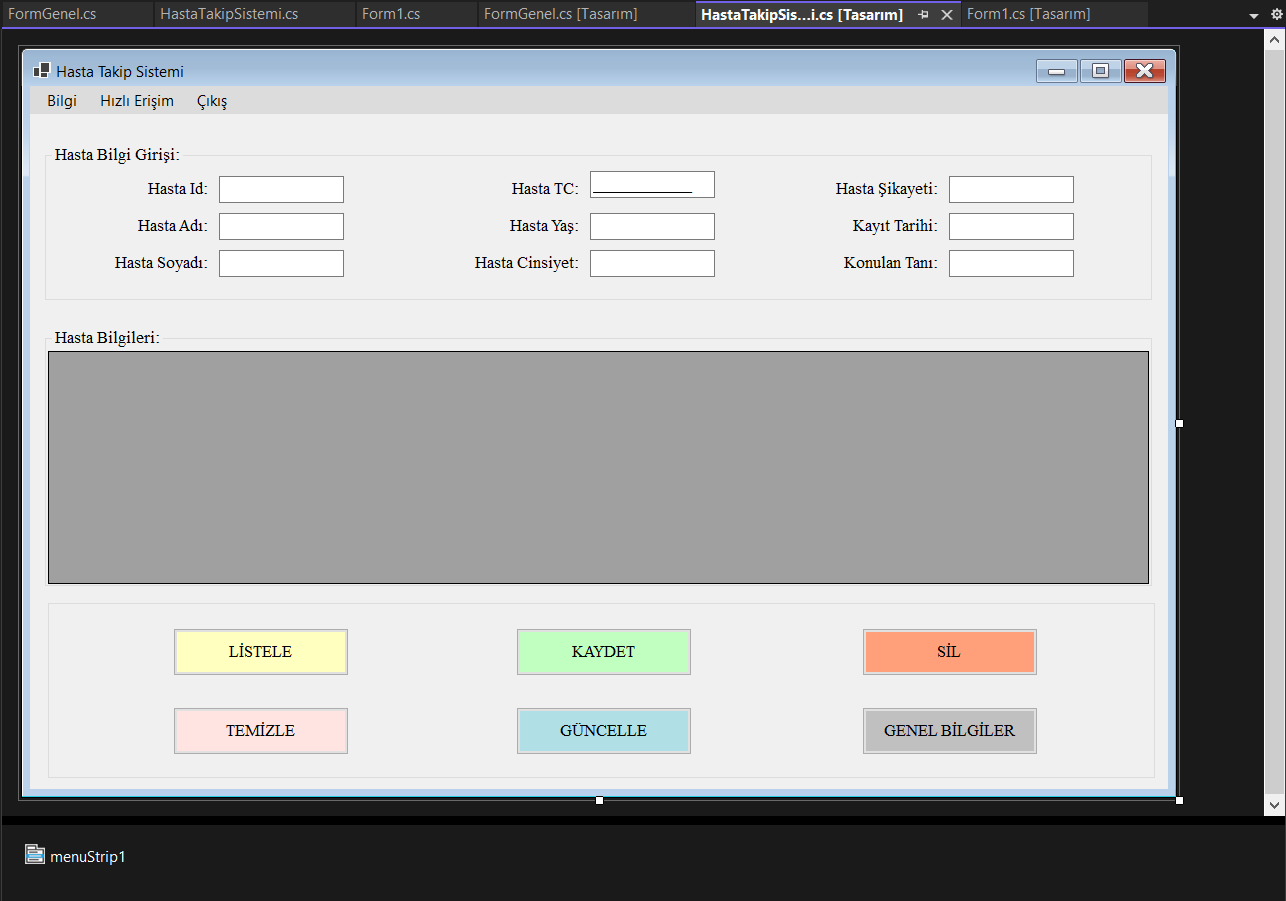 FormGenel.cs HastaTakipSistemi.cs Form1.cs FormGenel.cs [Tasarım] HastaTakipSis...i.cs [Tasarım] Form1.cs [Tasarım]
Hasta Takip Sistemi
Bilgi Hızlı Erişim Çıkış
Hasta Bilgi Girişi:
Hasta Id: Hasta TC: ___________ Hasta Şikayeti:
Hasta Adı: Hasta Yaş: Kayıt Tarihi:
Hasta Soyadı: Hasta Cinsiyet: Konulan Tanı:
Hasta Bilgileri:
LİSTELE KAYDET SİL
TEMİZLE GÜNCELLE GENEL BİLGİLER
menuStrip1